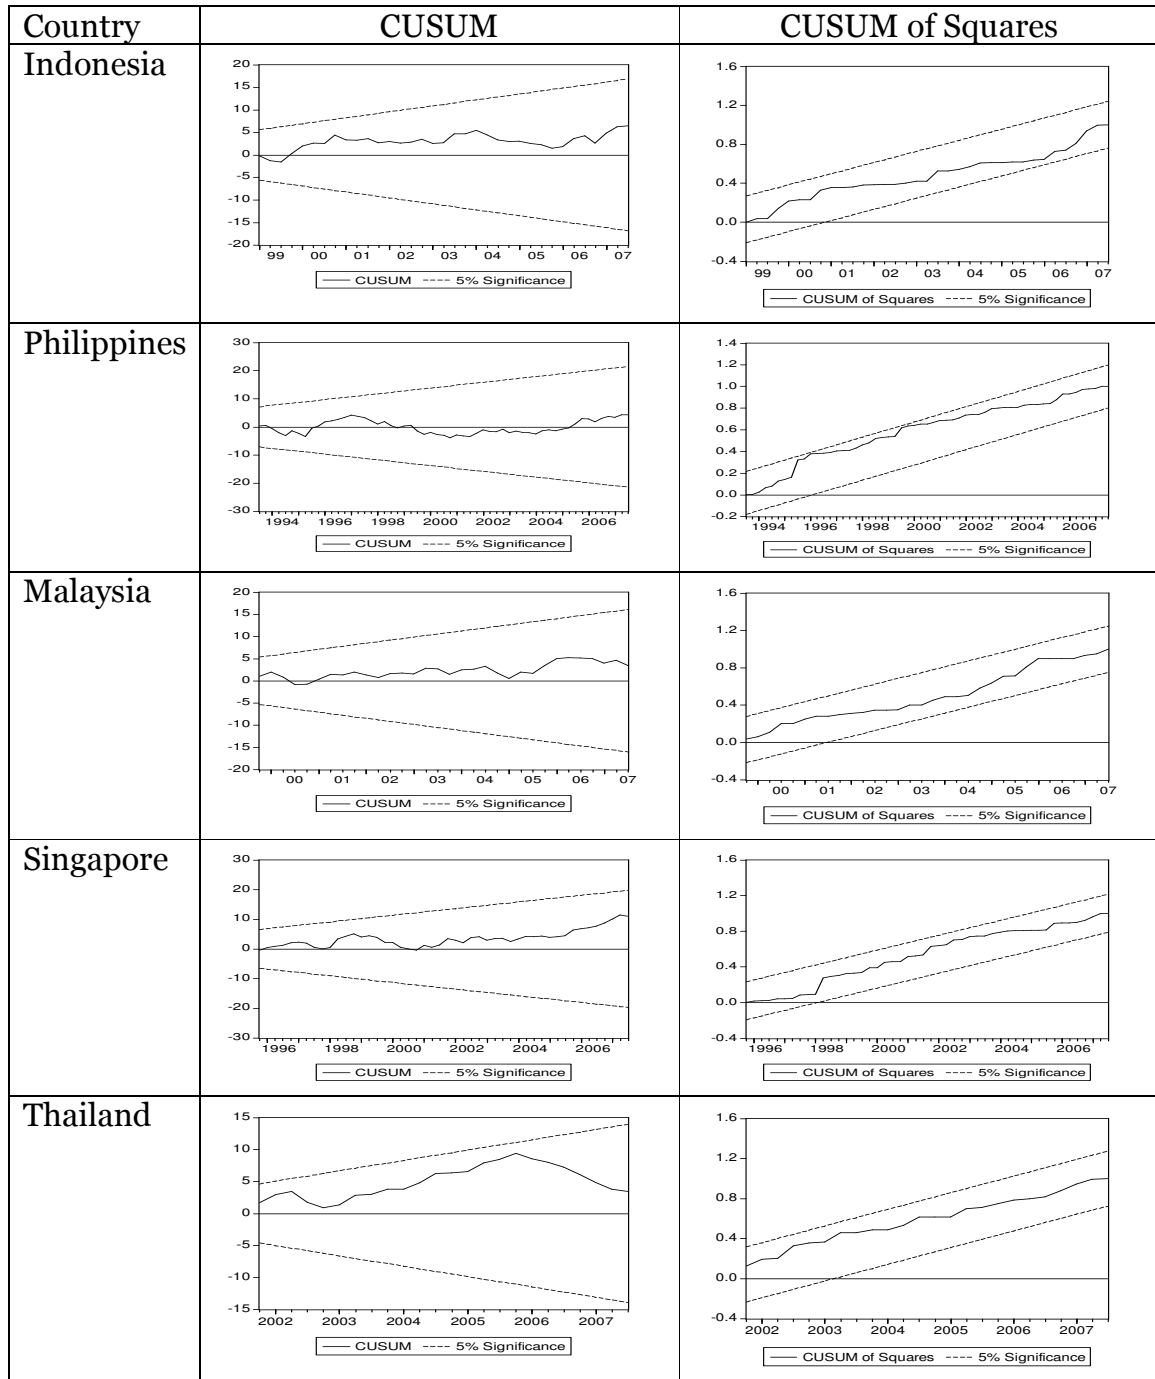 Country CUSUM CUSUM of Squares
Indonesia
20
15
10
5
0
-5
-10
-15
-20
99 00 01 02 03 04 05 06 07
CUSUM 5% Significance
1.6
1.2
0.8
0.4
0.0
-0.4
99 00 01 02 03 04 05 06 07
CUSUM of Squares 5% Significance
Philippines
30
20
10
0
-10
-20
-30
1994 1996 1998 2000 2002 2004 2006
CUSUM 5% Significance
1.4
1.2
1.0
0.8
0.6
0.4
0.2
0.0
-0.2
1994 1996 1998 2000 2002 2004 2006
CUSUM of Squares 5% Significance
Malaysia
20
15
10
5
0
-5
-10
-15
-20
00 01 02 03 04 05 06 07
CUSUM 5% Significance
1.6
1.2
0.8
0.4
0.0
-0.4
00 01 02 03 04 05 06 07
CUSUM of Squares 5% Significance
Singapore
30
20
10
0
-10
-20
-30
1996 1998 2000 2002 2004 2006
CUSUM 5% Significance
1.6
1.2
0.8
0.4
0.0
-0.4
1996 1998 2000 2002 2004 2006
CUSUM of Squares 5% Significance
Thailand
15
10
5
0
-5
-10
-15
2002 2003 2004 2005 2006 2007
CUSUM 5% Significance
1.6
1.2
0.8
0.4
0.0
-0.4
2002 2003 2004 2005 2006 2007
CUSUM of Squares 5% Significance